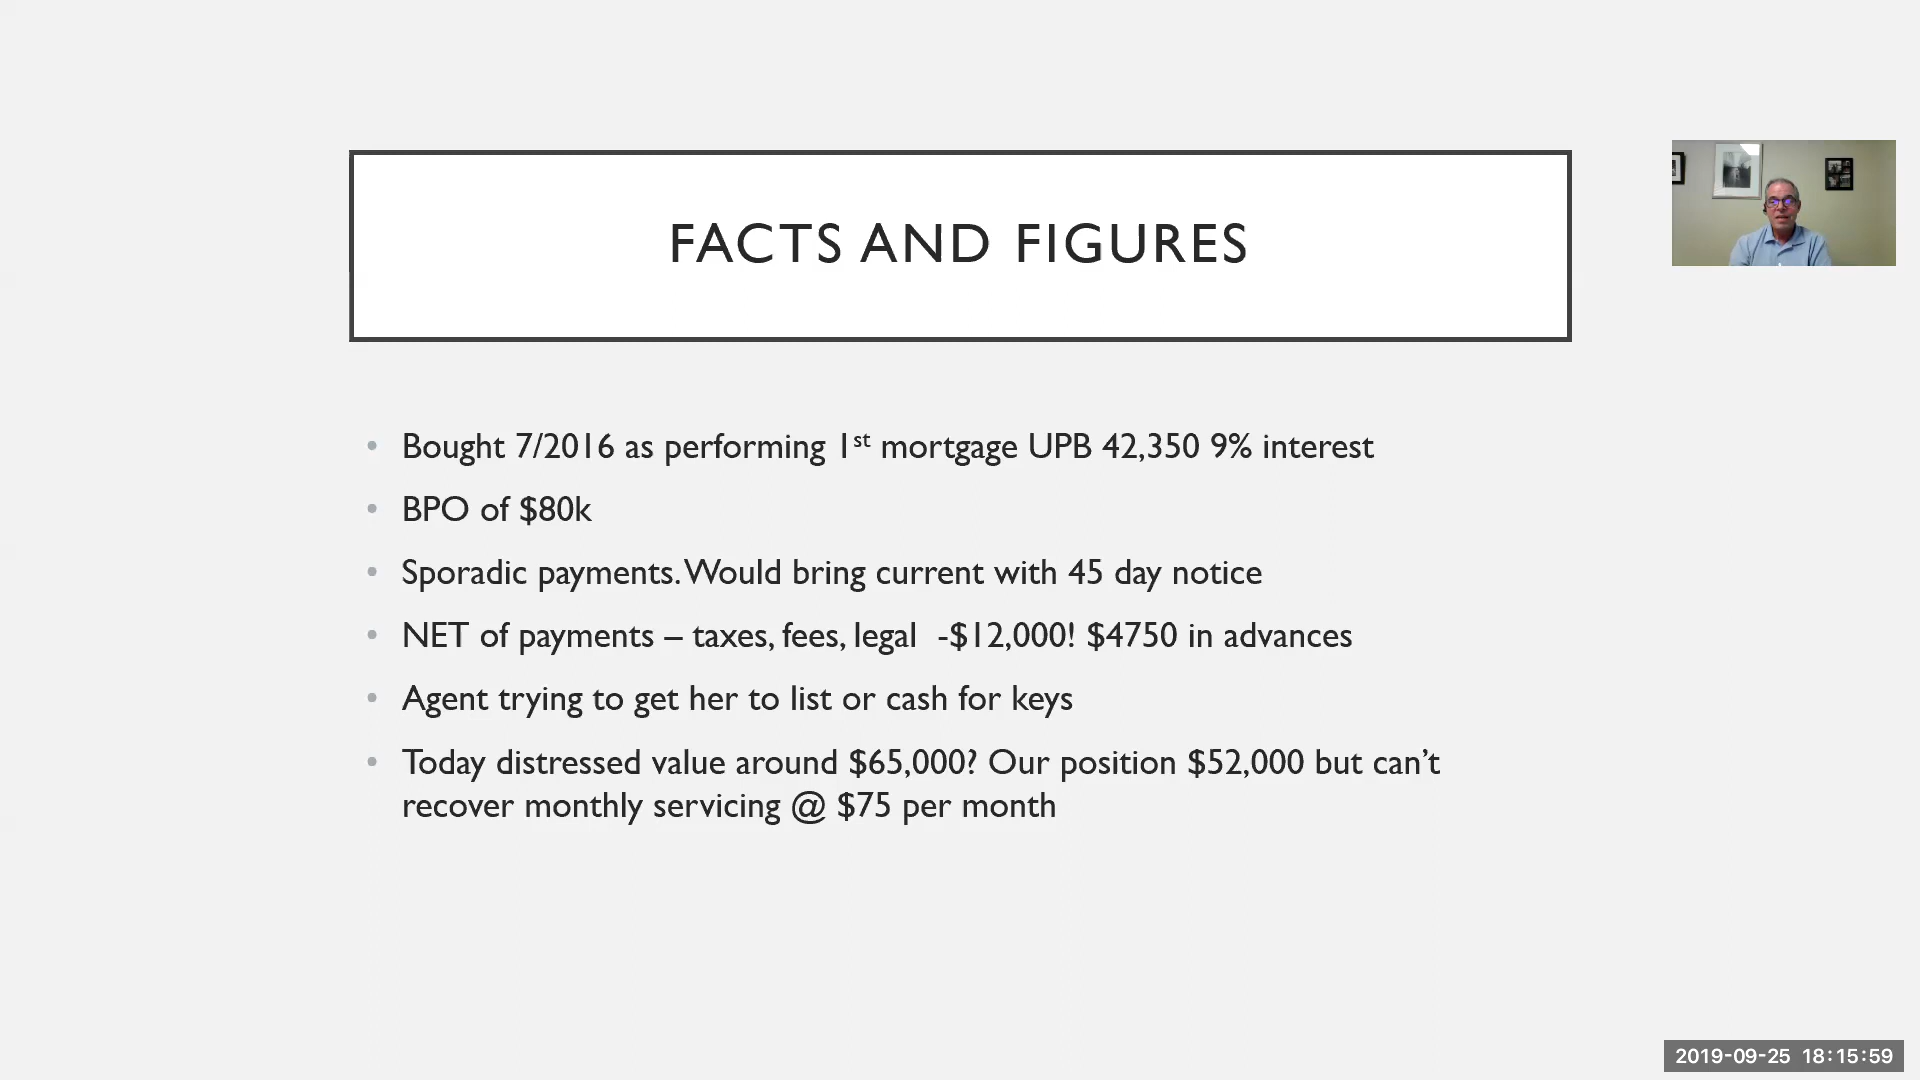 FACTS AND FIGURES
• Bought 7/2016 as performing 1st mortgage UPB 42,350 9% interest
• BPO of $80k
• Sporadic payments. Would bring current with 45 day notice
• NET of payments – taxes, fees, legal  -$12,000! $4750 in advances
• Agent trying to get her to list or cash for keys
• Today distressed value around $65,000? Our position $52,000 but can’t
recover monthly servicing @ $75 per month
2019-09-25 18:15:59